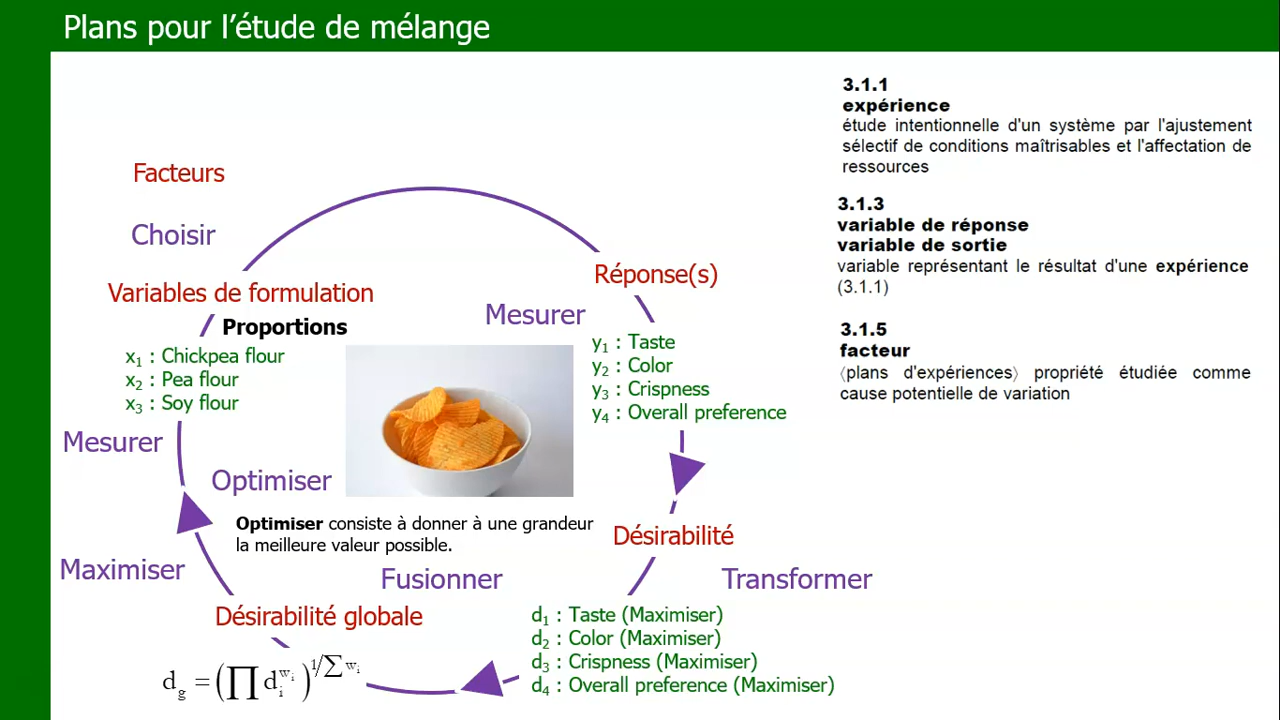 Plans pour l’étude de mélange
Facteurs
Choisir
Variables de formulation
Proportions
x1 : Chickpea flour
x2 : Pea flour
x3 : Soy flour
Mesurer
Optimiser
Optimiser consiste à donner à une grandeur
la meilleure valeur possible.
Maximiser
Fusionner
Désirabilité globale
dg = (∏ di^wi)^1/∑wi
Réponse(s)
Mesurer
y1 : Taste
y2 : Color
y3 : Crispness
y4 : Overall preference
Désirabilité
Transformer
d1 : Taste (Maximiser)
d2 : Color (Maximiser)
d3 : Crispness (Maximiser)
d4 : Overall preference (Maximiser)
3.1.1
expérience
étude intentionnelle d'un système par l'ajustement
sélectif de conditions maîtrisables et l'affectation de
ressources
3.1.3
variable de réponse
variable de sortie
variable représentant le résultat d'une expérience
(3.1.1)
3.1.5
facteur
〈plans d'expériences〉 propriété étudiée comme
cause potentielle de variation